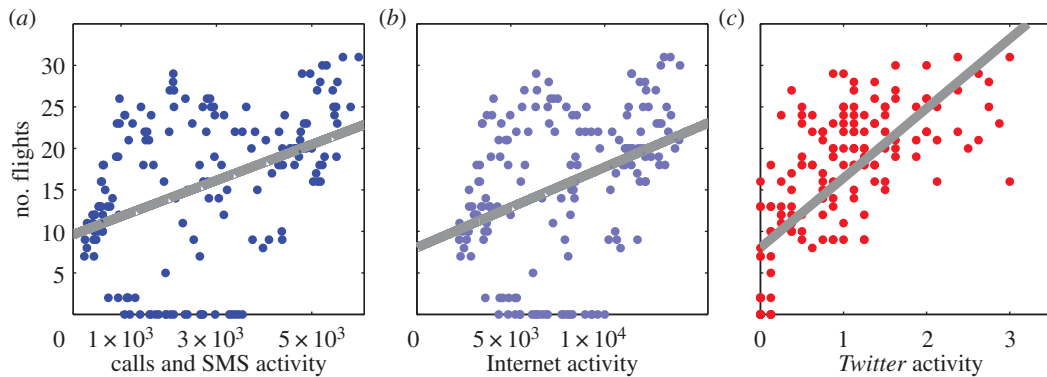 (a)
(b)
(c)
no. flights
30
25
20
15
10
5
0
1 × 10³
3 × 10³
5 × 10³
calls and SMS activity
0
5 × 10³
1 × 10⁴
Internet activity
0
1
2
3
Twitter activity